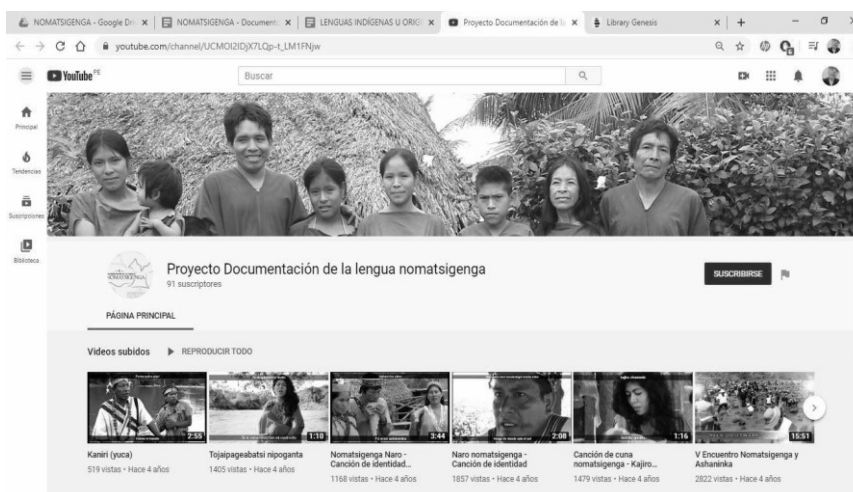 NOMATSIGENGA - Google Dri
NOMATSIGENGA - Document
LENGUAS INDÍGENAS U ORIG
Proyecto Documentación de la
Library Genesis
youtube.com/channel/UCMOI2IDjX7LQp-t_LM1FNjw
YouTube PE
Buscar
Principal
Tendencias
Suscripciones
Biblioteca
NOMATSIGENGA
Proyecto Documentación de la lengua nomatsigenga
91 suscriptores
SUSCRIBIRSE
PÁGINA PRINCIPAL
Videos subidos
REPRODUCIR TODO
2:55
1:10
3:44
2:08
1:16
15:51
Kaniri (yuca)
519 vistas • Hace 4 años
Tojaipageabatsi nipoganta
1405 vistas • Hace 4 años
Nomatsigenga Naro -
Canción de identidad...
1168 vistas • Hace 4 años
Naro nomatsigenga -
Canción de identidad
1857 vistas • Hace 4 años
Canción de cuna
nomatsigenga - Kajiro...
1479 vistas • Hace 4 años
V Encuentro Nomatsigenga y
Ashaninka
2822 vistas • Hace 4 años